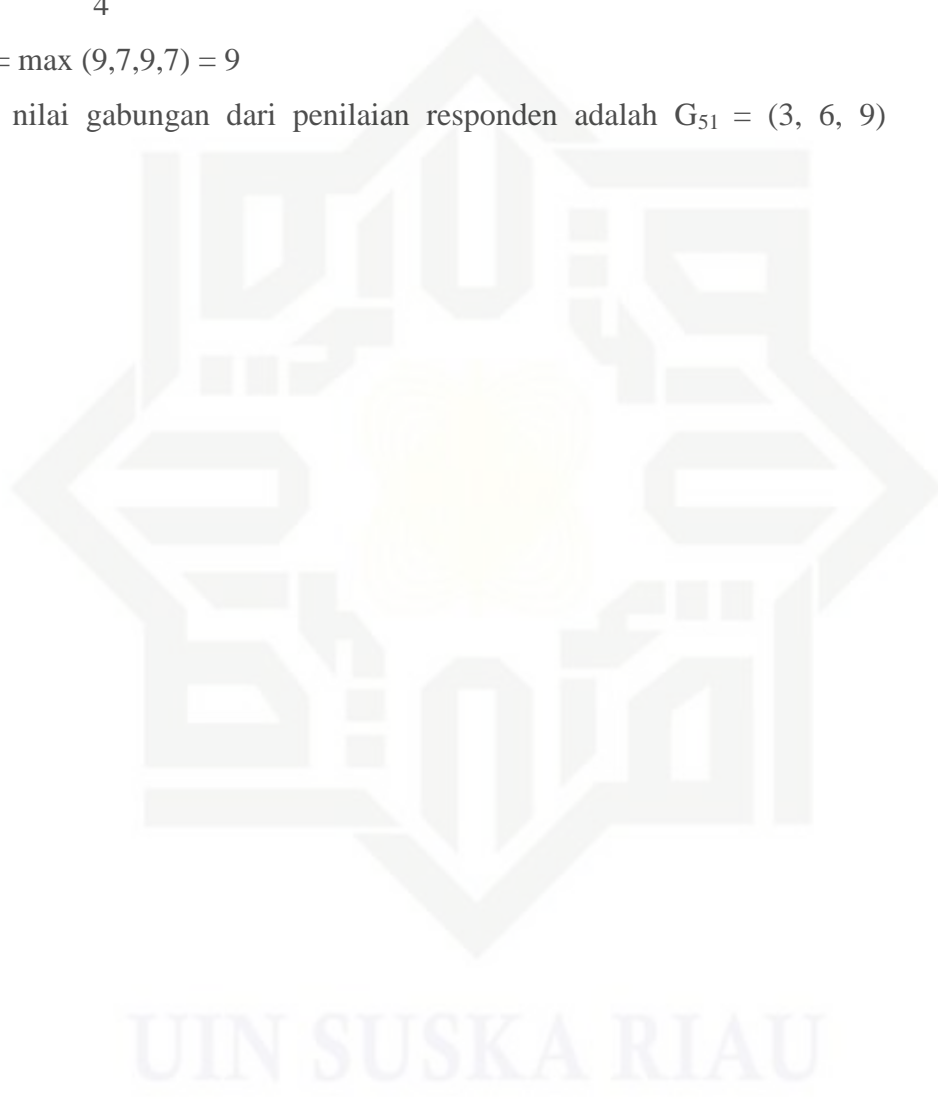 4
= max (9,7,9,7) = 9
nilai gabungan dari penilaian responden adalah G₅₁ = (3, 6, 9)
UIN SUSKA RIAU